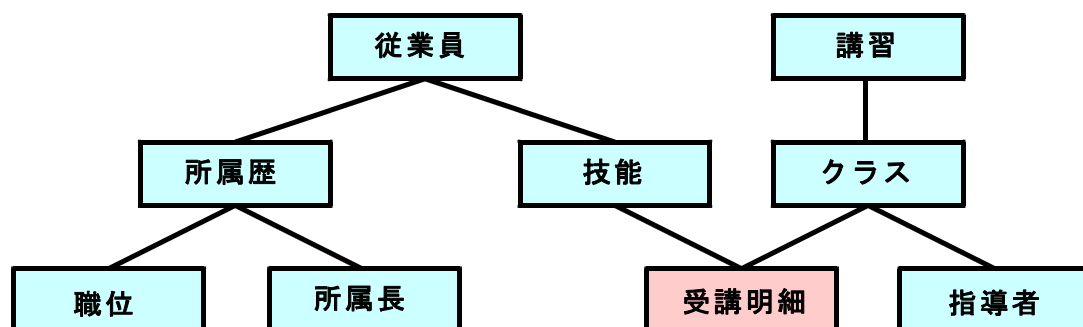 従業員
講習
所属歴
技能
クラス
職位
所属長
受講明細
指導者